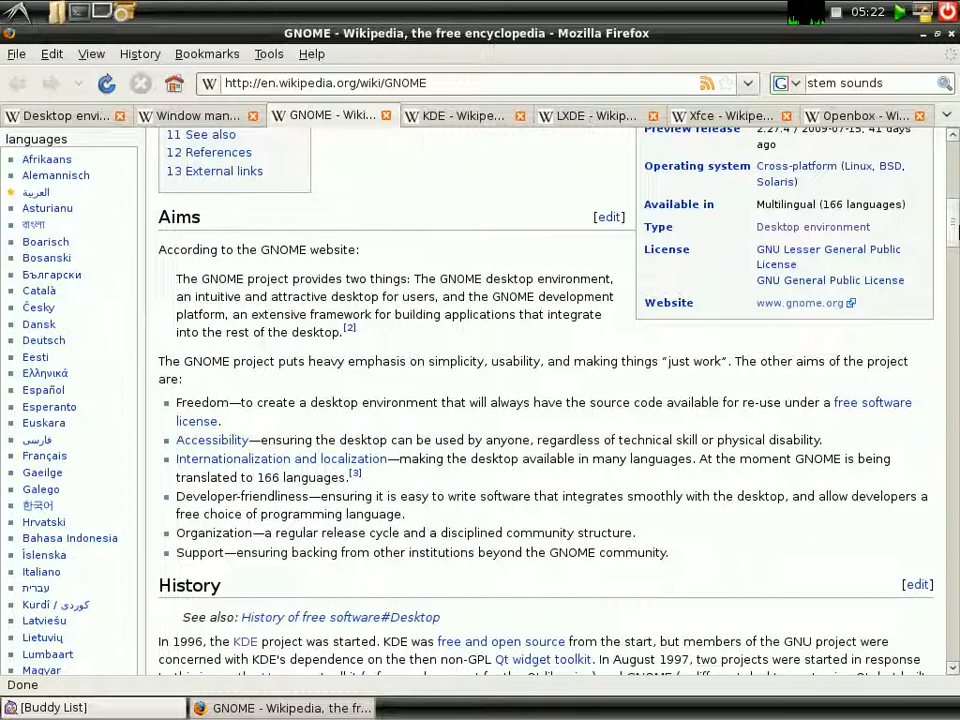 05:22
GNOME - Wikipedia, the free encyclopedia - Mozilla Firefox
File Edit View History Bookmarks Tools Help
http://en.wikipedia.org/wiki/GNOME
stem sounds
Desktop envi... Window man... GNOME - Wiki... KDE - Wikipe... LXDE - Wikip... Xfce - Wikipe... Openbox - Wi...
languages
Afrikaans
Alemannisch
العربية
Asturianu
বাংলা
Boarisch
Bosanski
Български
Català
Česky
Dansk
Deutsch
Eesti
Ελληνικά
Español
Esperanto
Euskara
فارسی
Français
Gaeilge
Galego
한국어
Hrvatski
Bahasa Indonesia
Íslenska
Italiano
עברית
Kurdî / كوردی
Latviešu
Lietuvių
Lumbaart
Magyar
11 See also
12 References
13 External links
Preview release 2.27.4 / 2009-07-15, 41 days
ago
Operating system Cross-platform (Linux, BSD,
Solaris)
Available in Multilingual (166 languages)
Type Desktop environment
License GNU Lesser General Public
License
GNU General Public License
Website www.gnome.org
Aims [edit]
According to the GNOME website:
The GNOME project provides two things: The GNOME desktop environment,
an intuitive and attractive desktop for users, and the GNOME development
platform, an extensive framework for building applications that integrate
into the rest of the desktop.[2]
The GNOME project puts heavy emphasis on simplicity, usability, and making things “just work”. The other aims of the project
are:
Freedom—to create a desktop environment that will always have the source code available for re-use under a free software
license.
Accessibility—ensuring the desktop can be used by anyone, regardless of technical skill or physical disability.
Internationalization and localization—making the desktop available in many languages. At the moment GNOME is being
translated to 166 languages.[3]
Developer-friendliness—ensuring it is easy to write software that integrates smoothly with the desktop, and allow developers a
free choice of programming language.
Organization—a regular release cycle and a disciplined community structure.
Support—ensuring backing from other institutions beyond the GNOME community.
History [edit]
See also: History of free software#Desktop
In 1996, the KDE project was started. KDE was free and open source from the start, but members of the GNU project were
concerned with KDE's dependence on the then non-GPL Qt widget toolkit. In August 1997, two projects were started in response
Done
[Buddy List]
GNOME - Wikipedia, the fr...